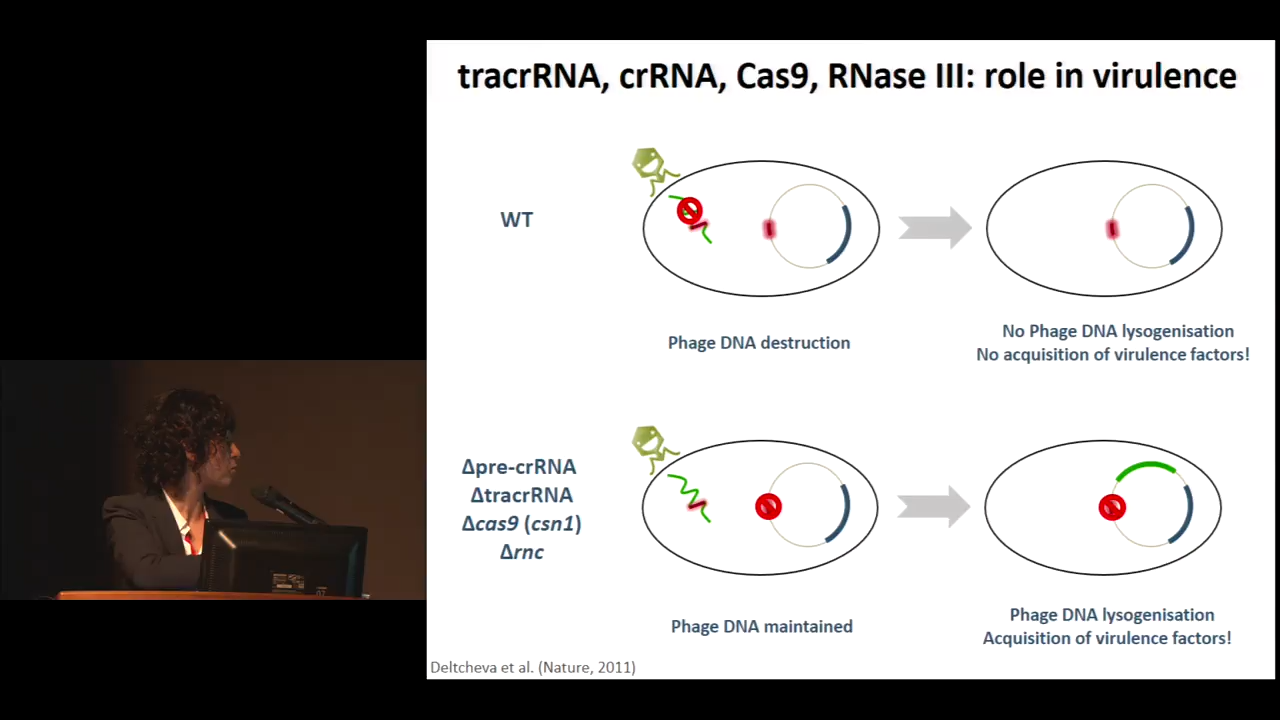 tracrRNA, crRNA, Cas9, RNase III: role in virulence
WT
Phage DNA destruction
No Phage DNA lysogenisation
No acquisition of virulence factors!
Δpre-crRNA
ΔtracrRNA
Δcas9 (csn1)
Δrnc
Phage DNA maintained
Phage DNA lysogenisation
Acquisition of virulence factors!
Deltcheva et al. (Nature, 2011)